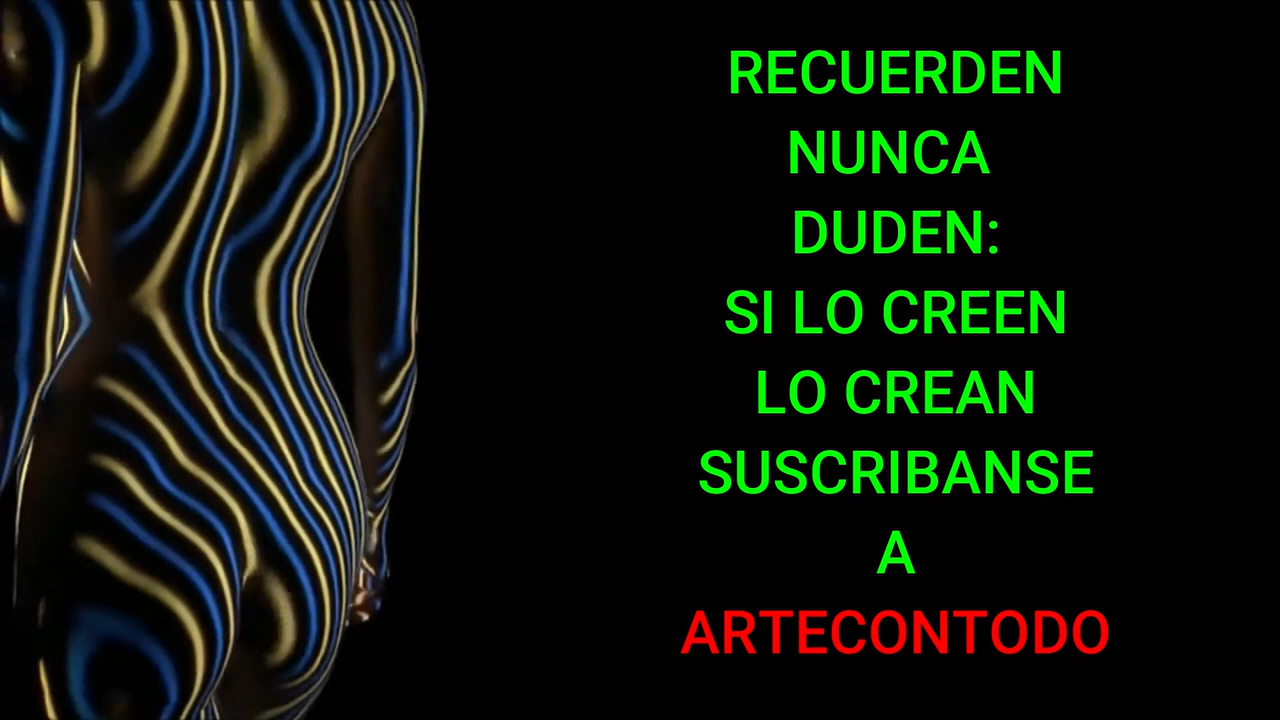 RECUERDEN
NUNCA
DUDEN:
SI LO CREEN
LO CREAN
SUSCRIBANSE
A
ARTECONTODO